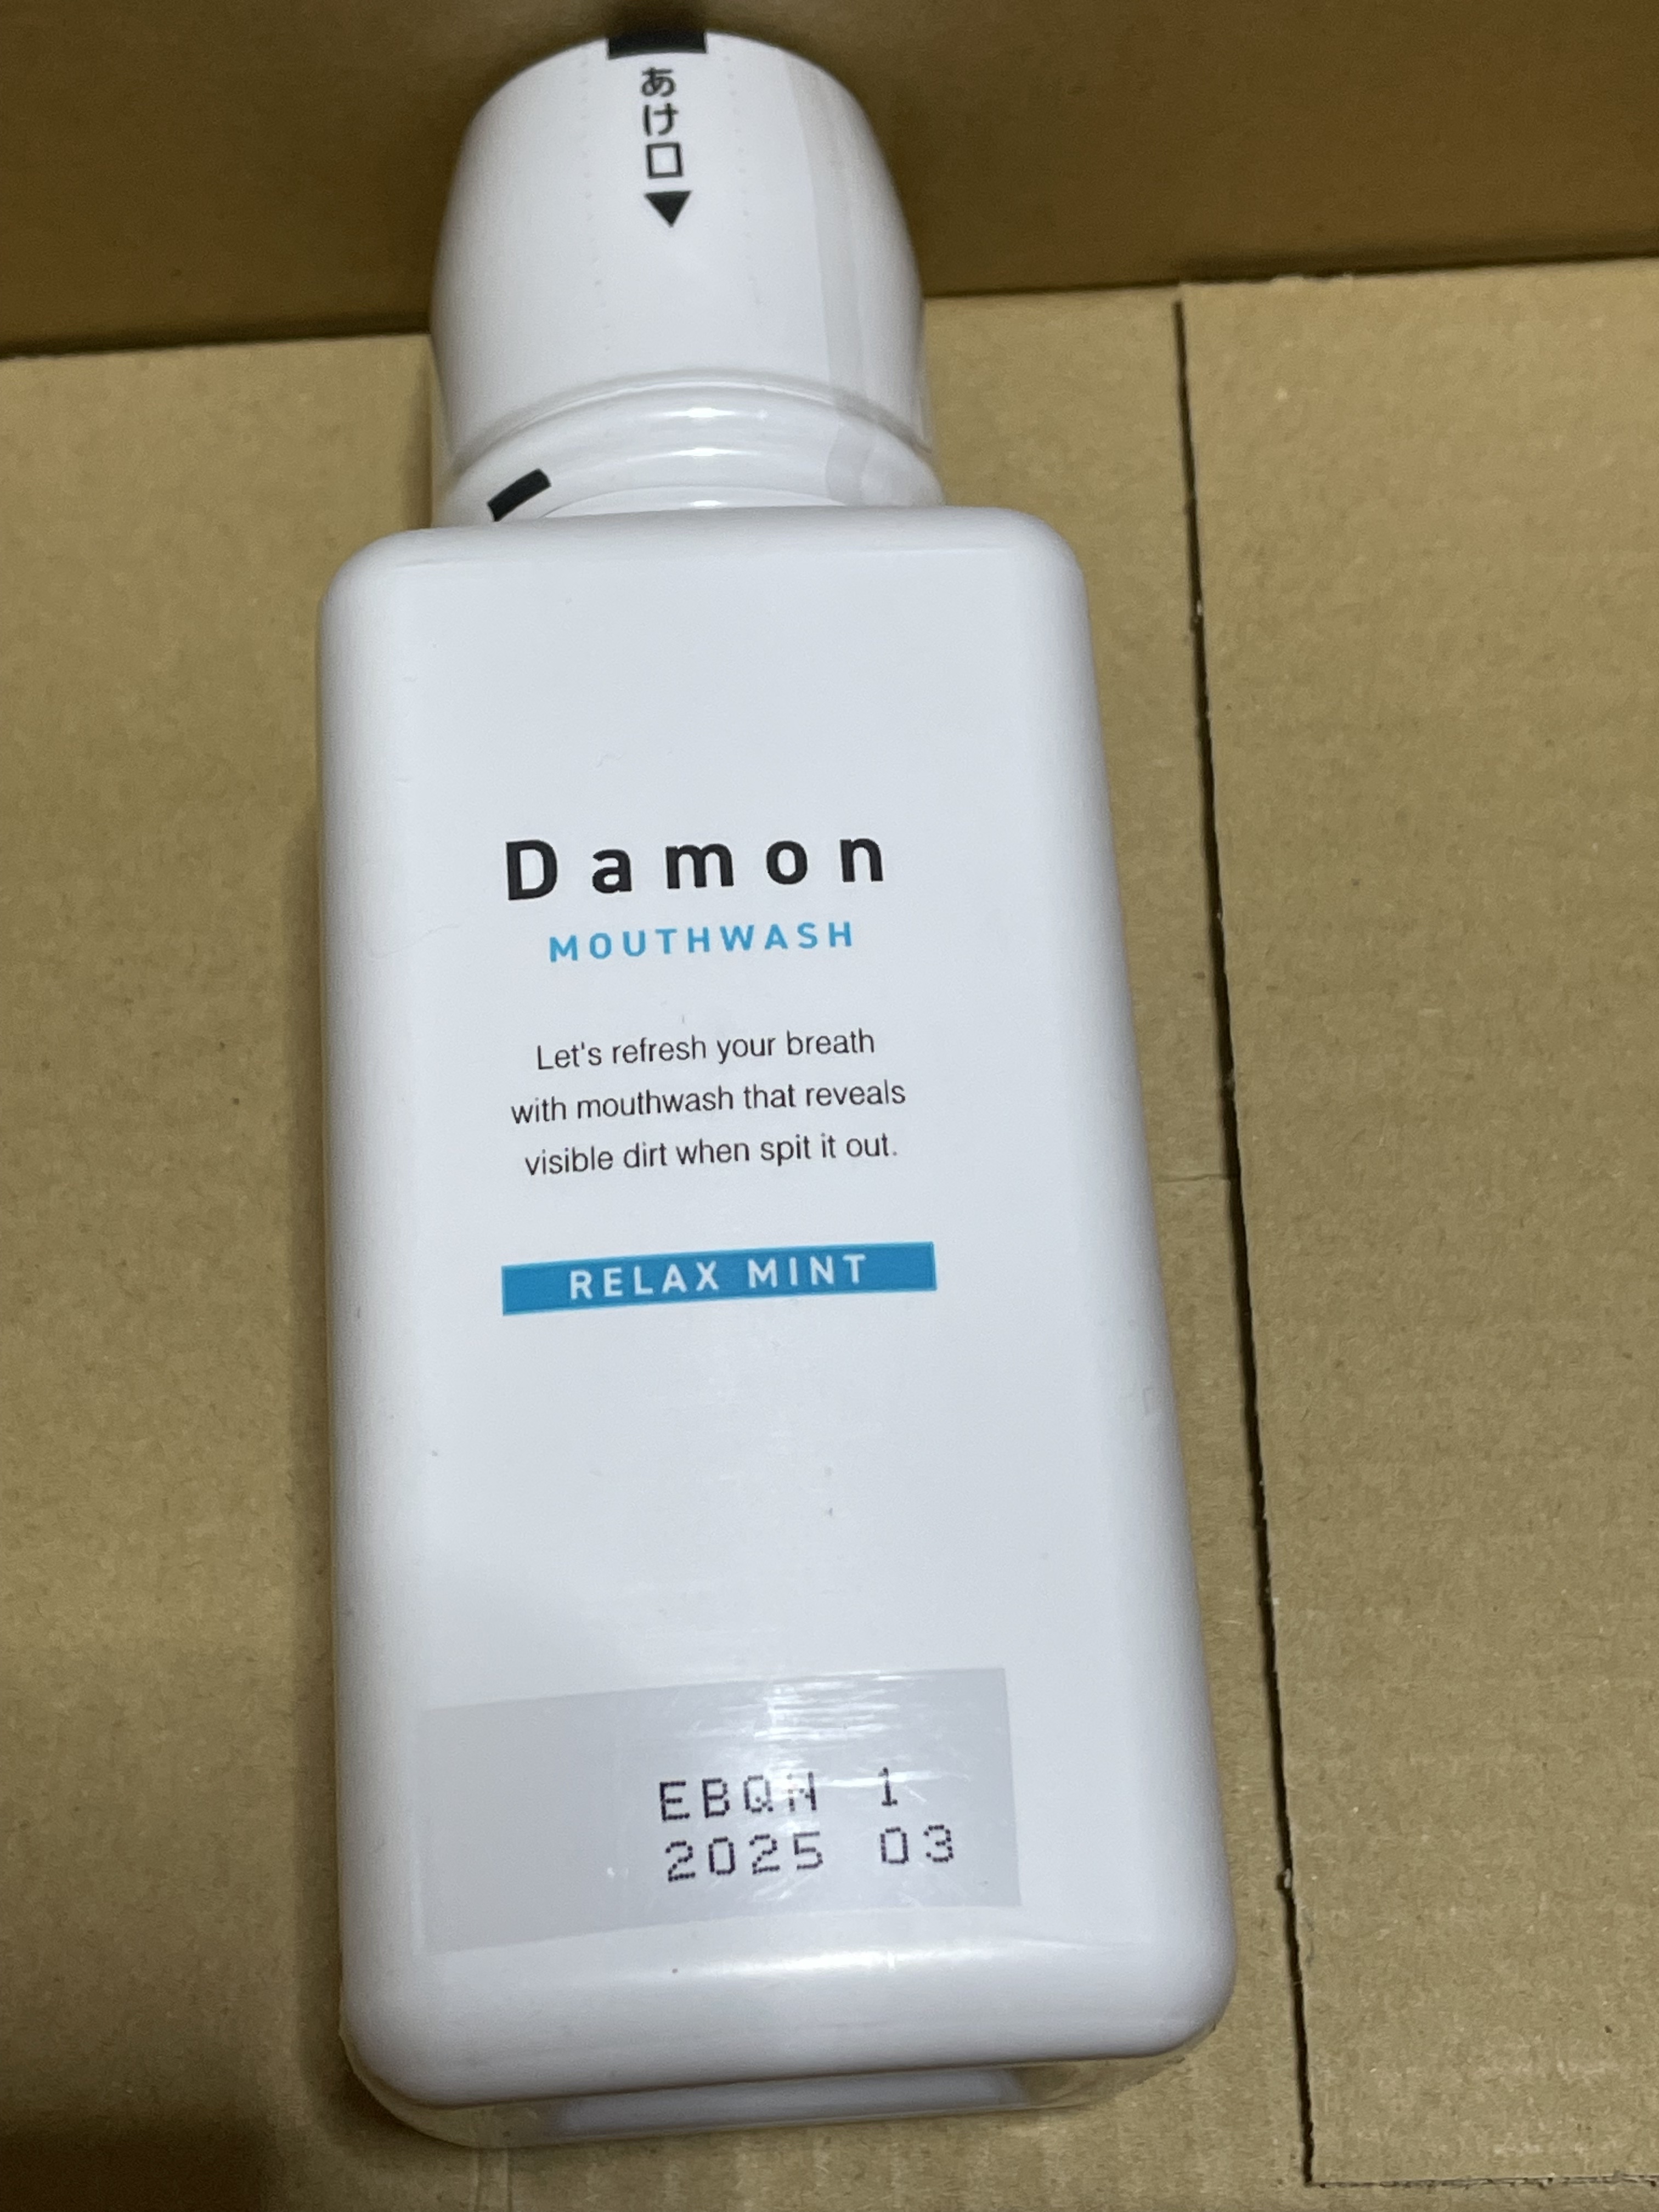 あけ口▼
Damon
MOUTHWASH
Let's refresh your breath
with mouthwash that reveals
visible dirt when spit it out.
RELAX MINT
EBQN 1
2025 03